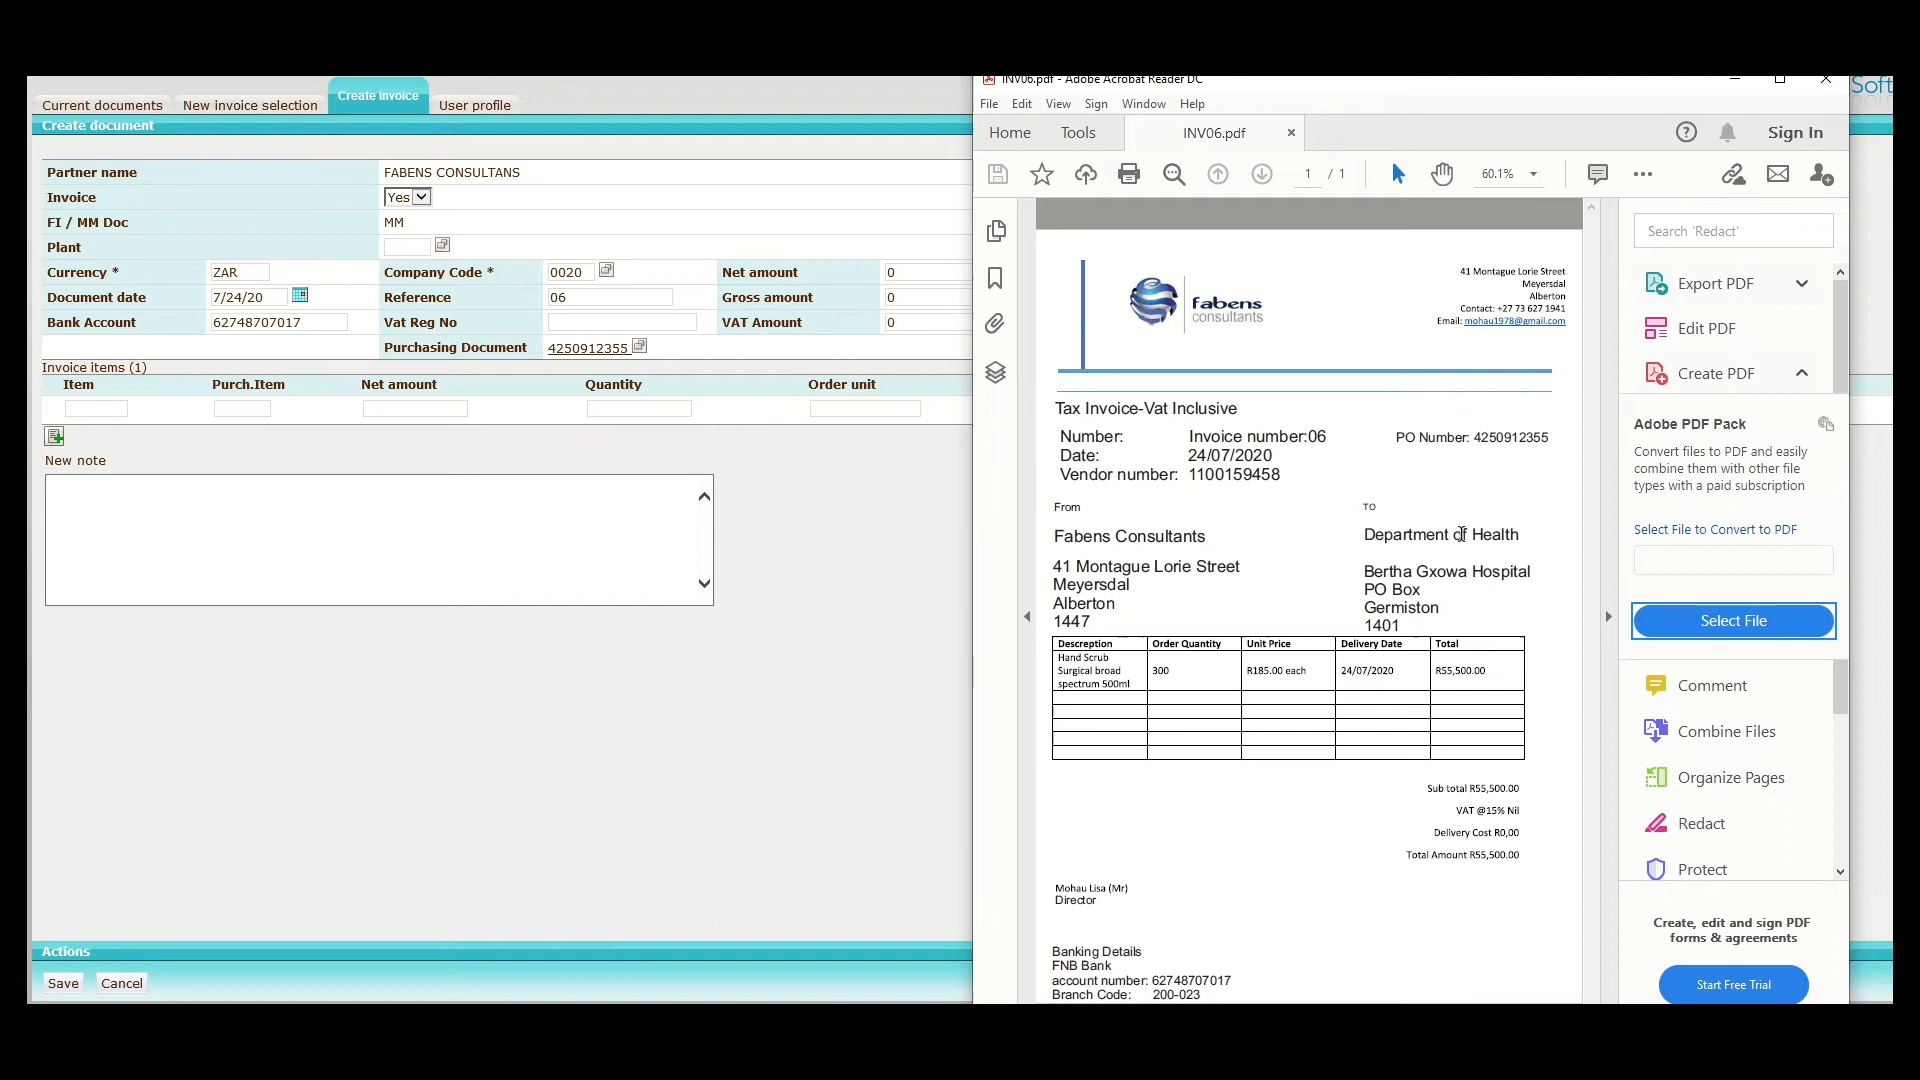 Current documents
New invoice selection
Create invoice
User profile
Create document
Partner name FABENS CONSULTANS
Invoice Yes
FI / MM Doc MM
Plant
Currency * ZAR Company Code * 0020 Net amount 0
Document date 7/24/20 Reference 06 Gross amount 0
Bank Account 62748707017 Vat Reg No VAT Amount 0
Purchasing Document 4250912355
Invoice items (1)
Item Purch.Item Net amount Quantity Order unit
New note
Actions
Save Cancel
INV06.pdf - Adobe Acrobat Reader DC
Soft
File Edit View Sign Window Help
Home Tools INV06.pdf × Sign In
1 / 1 60.1%
fabens
consultants
41 Montague Lorie Street
Meyersdal
Alberton
Contact: +27 73 627 1941
Email: mohau1978@gmail.com
Tax Invoice-Vat Inclusive
Number: Invoice number:06 PO Number: 4250912355
Date: 24/07/2020
Vendor number: 1100159458
From
Fabens Consultants
41 Montague Lorie Street
Meyersdal
Alberton
1447
TO
Department of Health
Bertha Gxowa Hospital
PO Box
Germiston
1401
Descreption Order Quantity Unit Price Delivery Date Total
Hand Scrub
Surgical broad 300 R185.00 each 24/07/2020 R55,500.00
spectrum 500ml
Sub total R55,500.00
VAT @15% Nil
Delivery Cost R0,00
Total Amount R55,500.00
Mohau Lisa (Mr)
Director
Banking Details
FNB Bank
account number: 62748707017
Branch Code: 200-023
Search 'Redact'
Export PDF
Edit PDF
Create PDF
Adobe PDF Pack
Convert files to PDF and easily
combine them with other file
types with a paid subscription
Select File to Convert to PDF
Select File
Comment
Combine Files
Organize Pages
Redact
Protect
Create, edit and sign PDF
forms & agreements
Start Free Trial